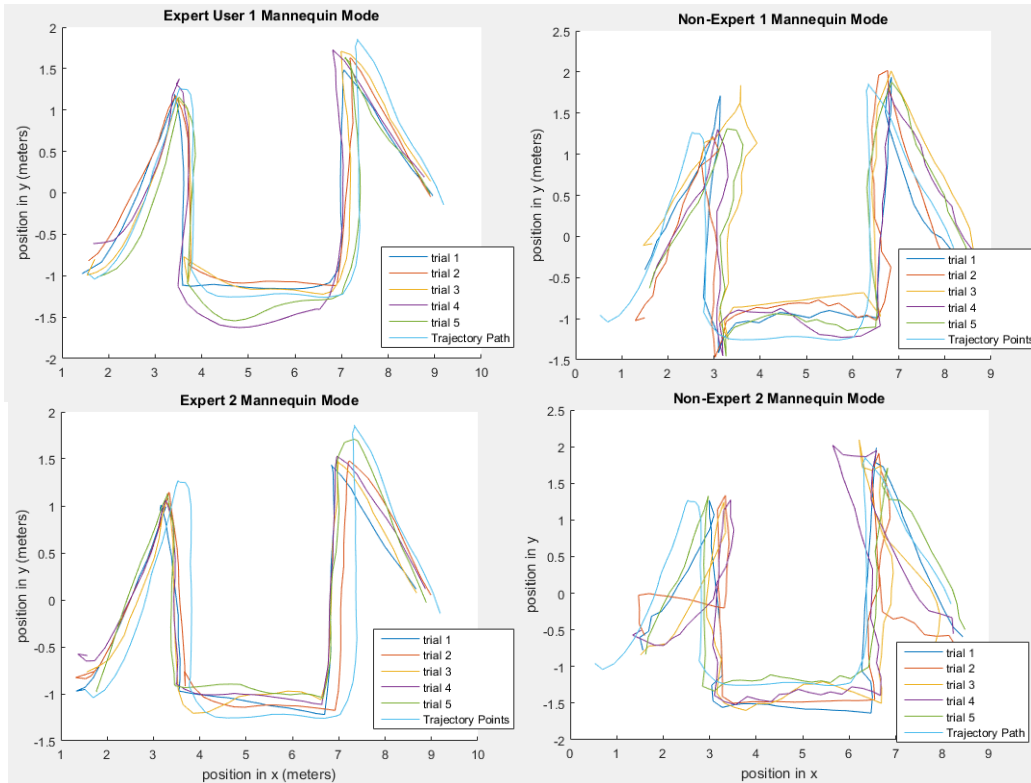 Expert User 1 Mannequin Mode
2
1.5
1
0.5
0
-0.5
-1
-1.5
-2
position in y (meters)
1 2 3 4 5 6 7 8 9 10
trial 1
trial 2
trial 3
trial 4
trial 5
Trajectory Path
Non-Expert 1 Mannequin Mode
2.5
2
1.5
1
0.5
0
-0.5
-1
-1.5
position in y (meters)
0 1 2 3 4 5 6 7 8 9
trial 1
trial 2
trial 3
trial 4
trial 5
Trajectory Points
Expert 2 Mannequin Mode
2
1.5
1
0.5
0
-0.5
-1
-1.5
position in y (meters)
1 2 3 4 5 6 7 8 9 10
position in x (meters)
trial 1
trial 2
trial 3
trial 4
trial 5
Trajectory Points
Non-Expert 2 Mannequin Mode
2.5
2
1.5
1
0.5
0
-0.5
-1
-1.5
-2
position in y
0 1 2 3 4 5 6 7 8 9
position in x
trial 1
trial 2
trial 3
trial 4
trial 5
Trajectory Path